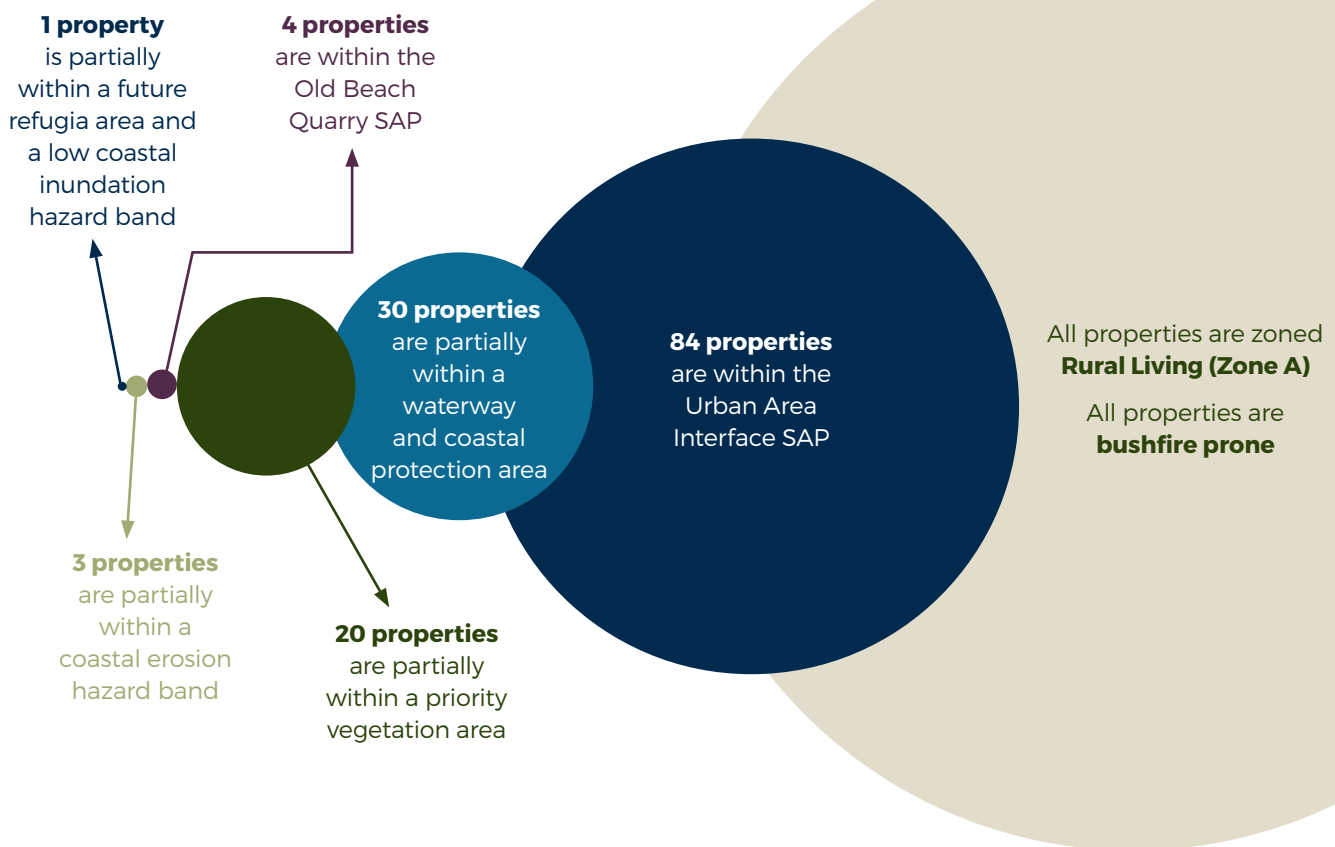 1 property
is partially
within a future
refugia area and
a low coastal
inundation
hazard band
4 properties
are within the
Old Beach
Quarry SAP
30 properties
are partially
within a
waterway
and coastal
protection area
84 properties
are within the
Urban Area
Interface SAP
All properties are zoned
Rural Living (Zone A)
All properties are
bushfire prone
3 properties
are partially
within a
coastal erosion
hazard band
20 properties
are partially
within a priority
vegetation area